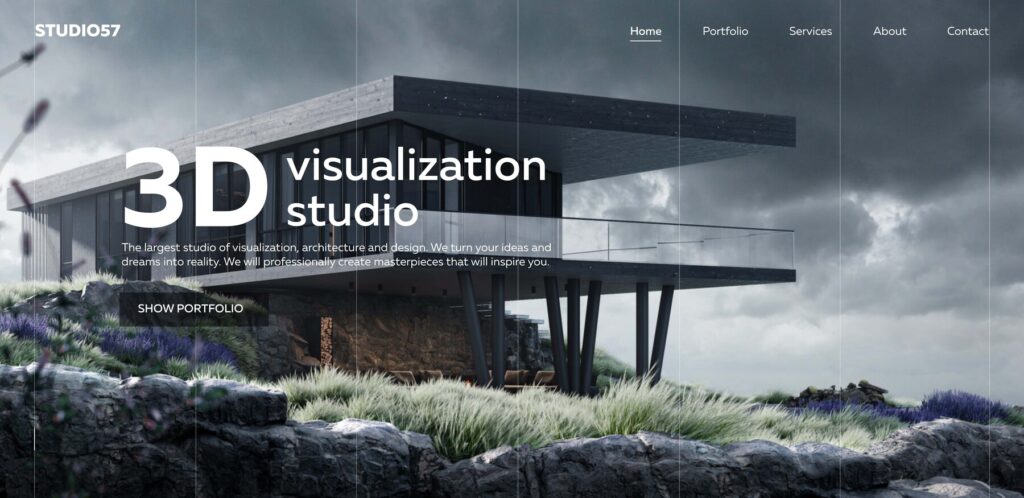 STUDIO57
Home Portfolio Services About Contact
3D visualization
studio
The largest studio of visualization, architecture and design. We turn your ideas and
dreams into reality. We will professionally create masterpieces that will inspire you.
SHOW PORTFOLIO